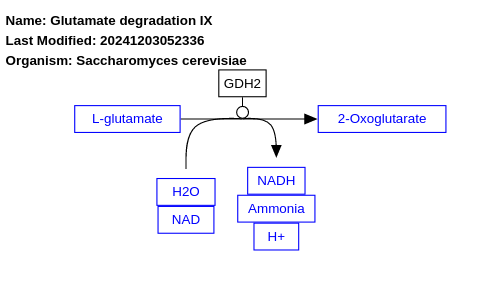 Name: Glutamate degradation IX
Last Modified: 20241203052336
Organism: Saccharomyces cerevisiae
GDH2
L-glutamate
2-Oxoglutarate
H2O
NAD
NADH
Ammonia
H+